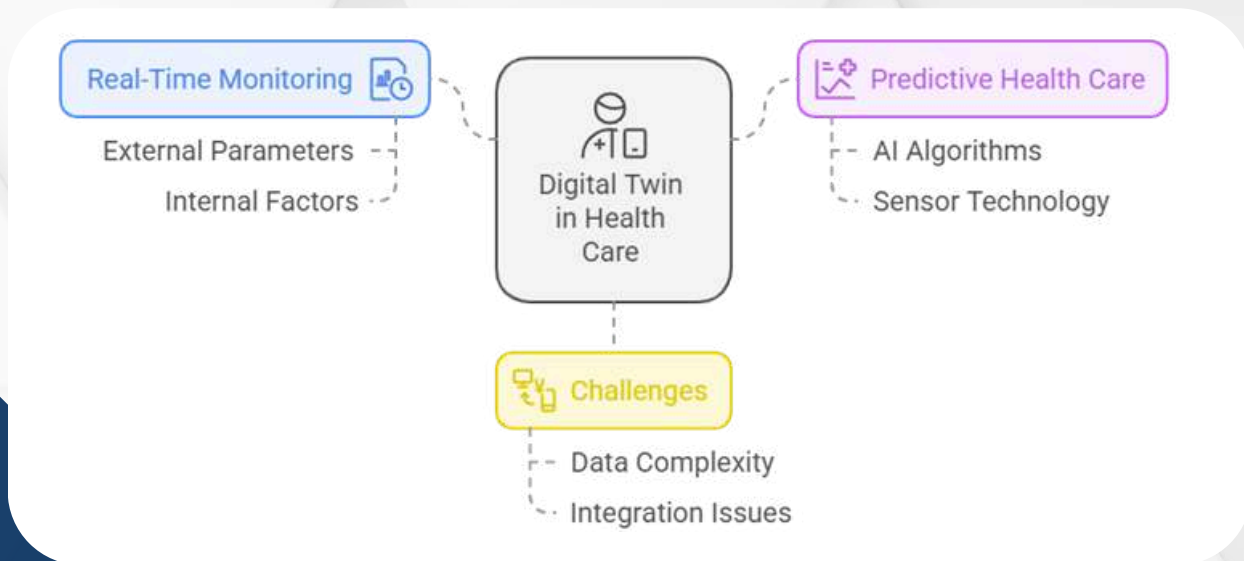 Real-Time Monitoring
External Parameters
Internal Factors
Digital Twin
in Health
Care
Predictive Health Care
AI Algorithms
Sensor Technology
Challenges
Data Complexity
Integration Issues